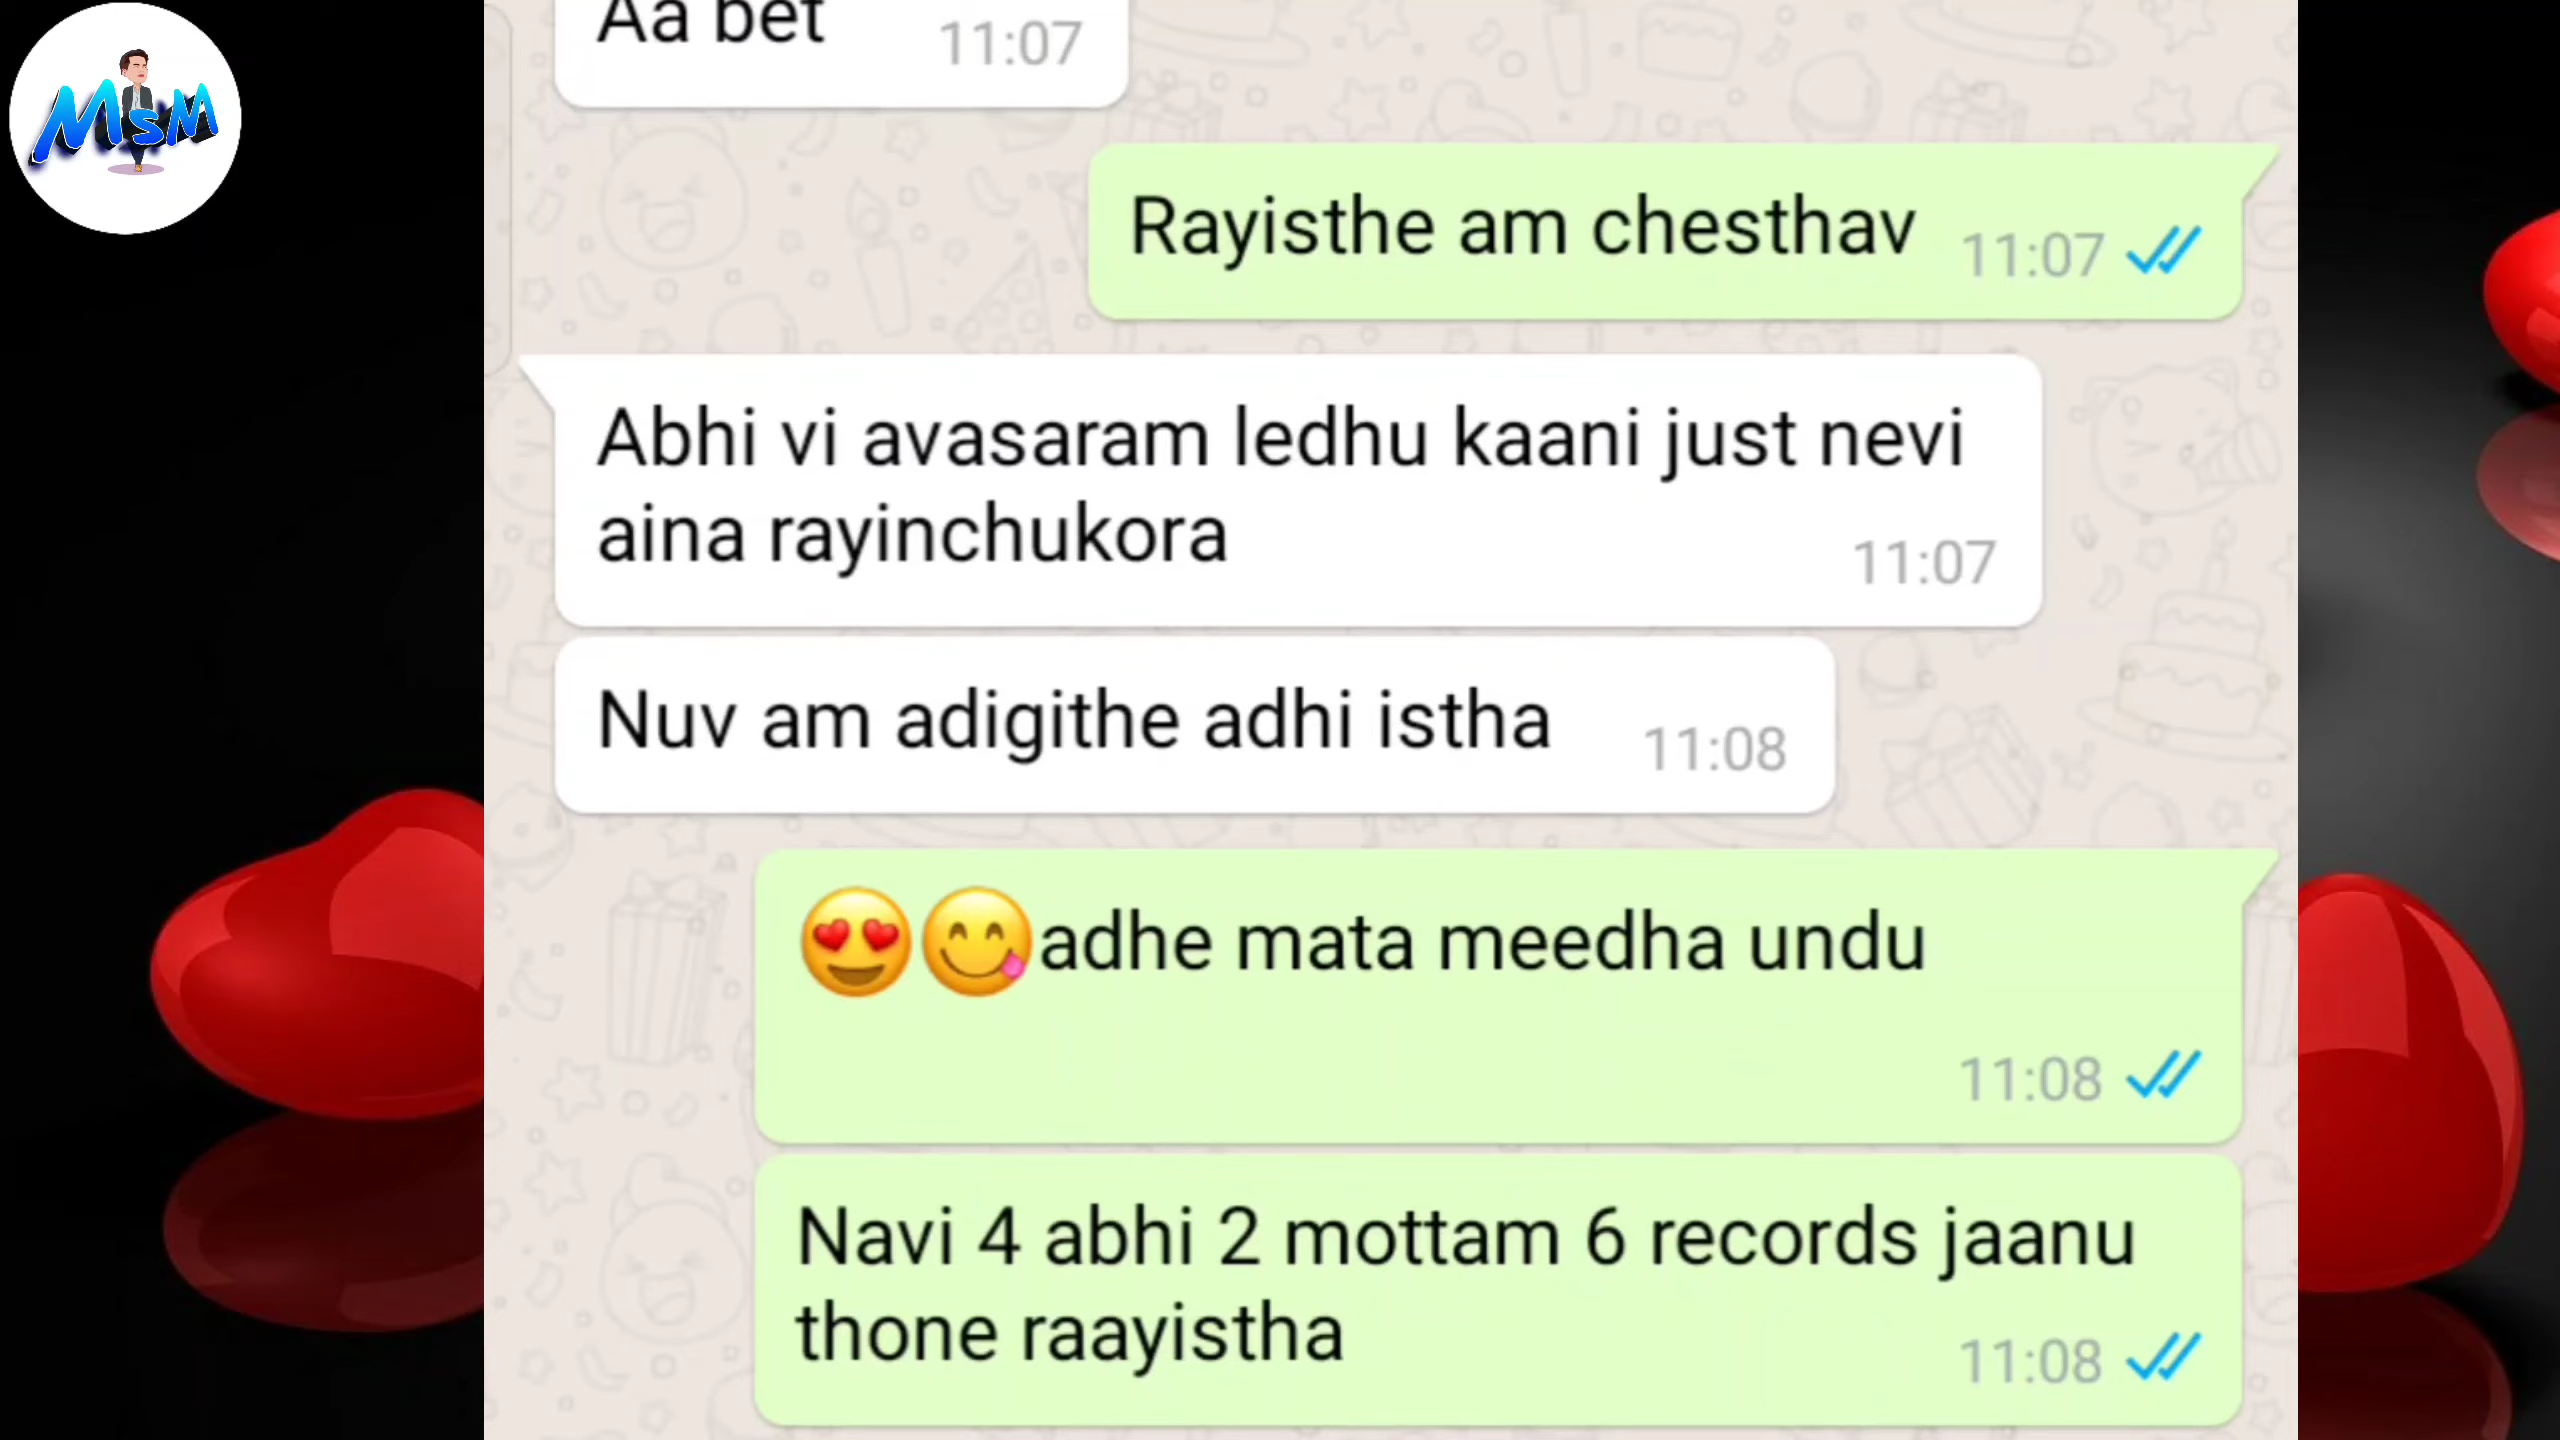 MsM
Aa bet
11:07
Rayisthe am chesthav
11:07
Abhi vi avasaram ledhu kaani just nevi
aina rayinchukora
11:07
Nuv am adigithe adhi istha
11:08
😍😋adhe mata meedha undu
11:08
Navi 4 abhi 2 mottam 6 records jaanu
thone raayistha
11:08